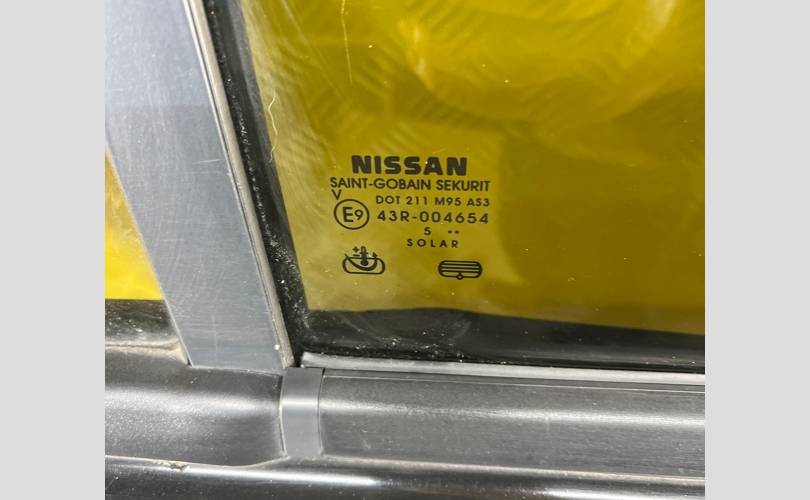 NISSAN
SAINT-GOBAIN SEKURIT
V
DOT 211 M95 AS3
E9 43R-004654
5 **
SOLAR